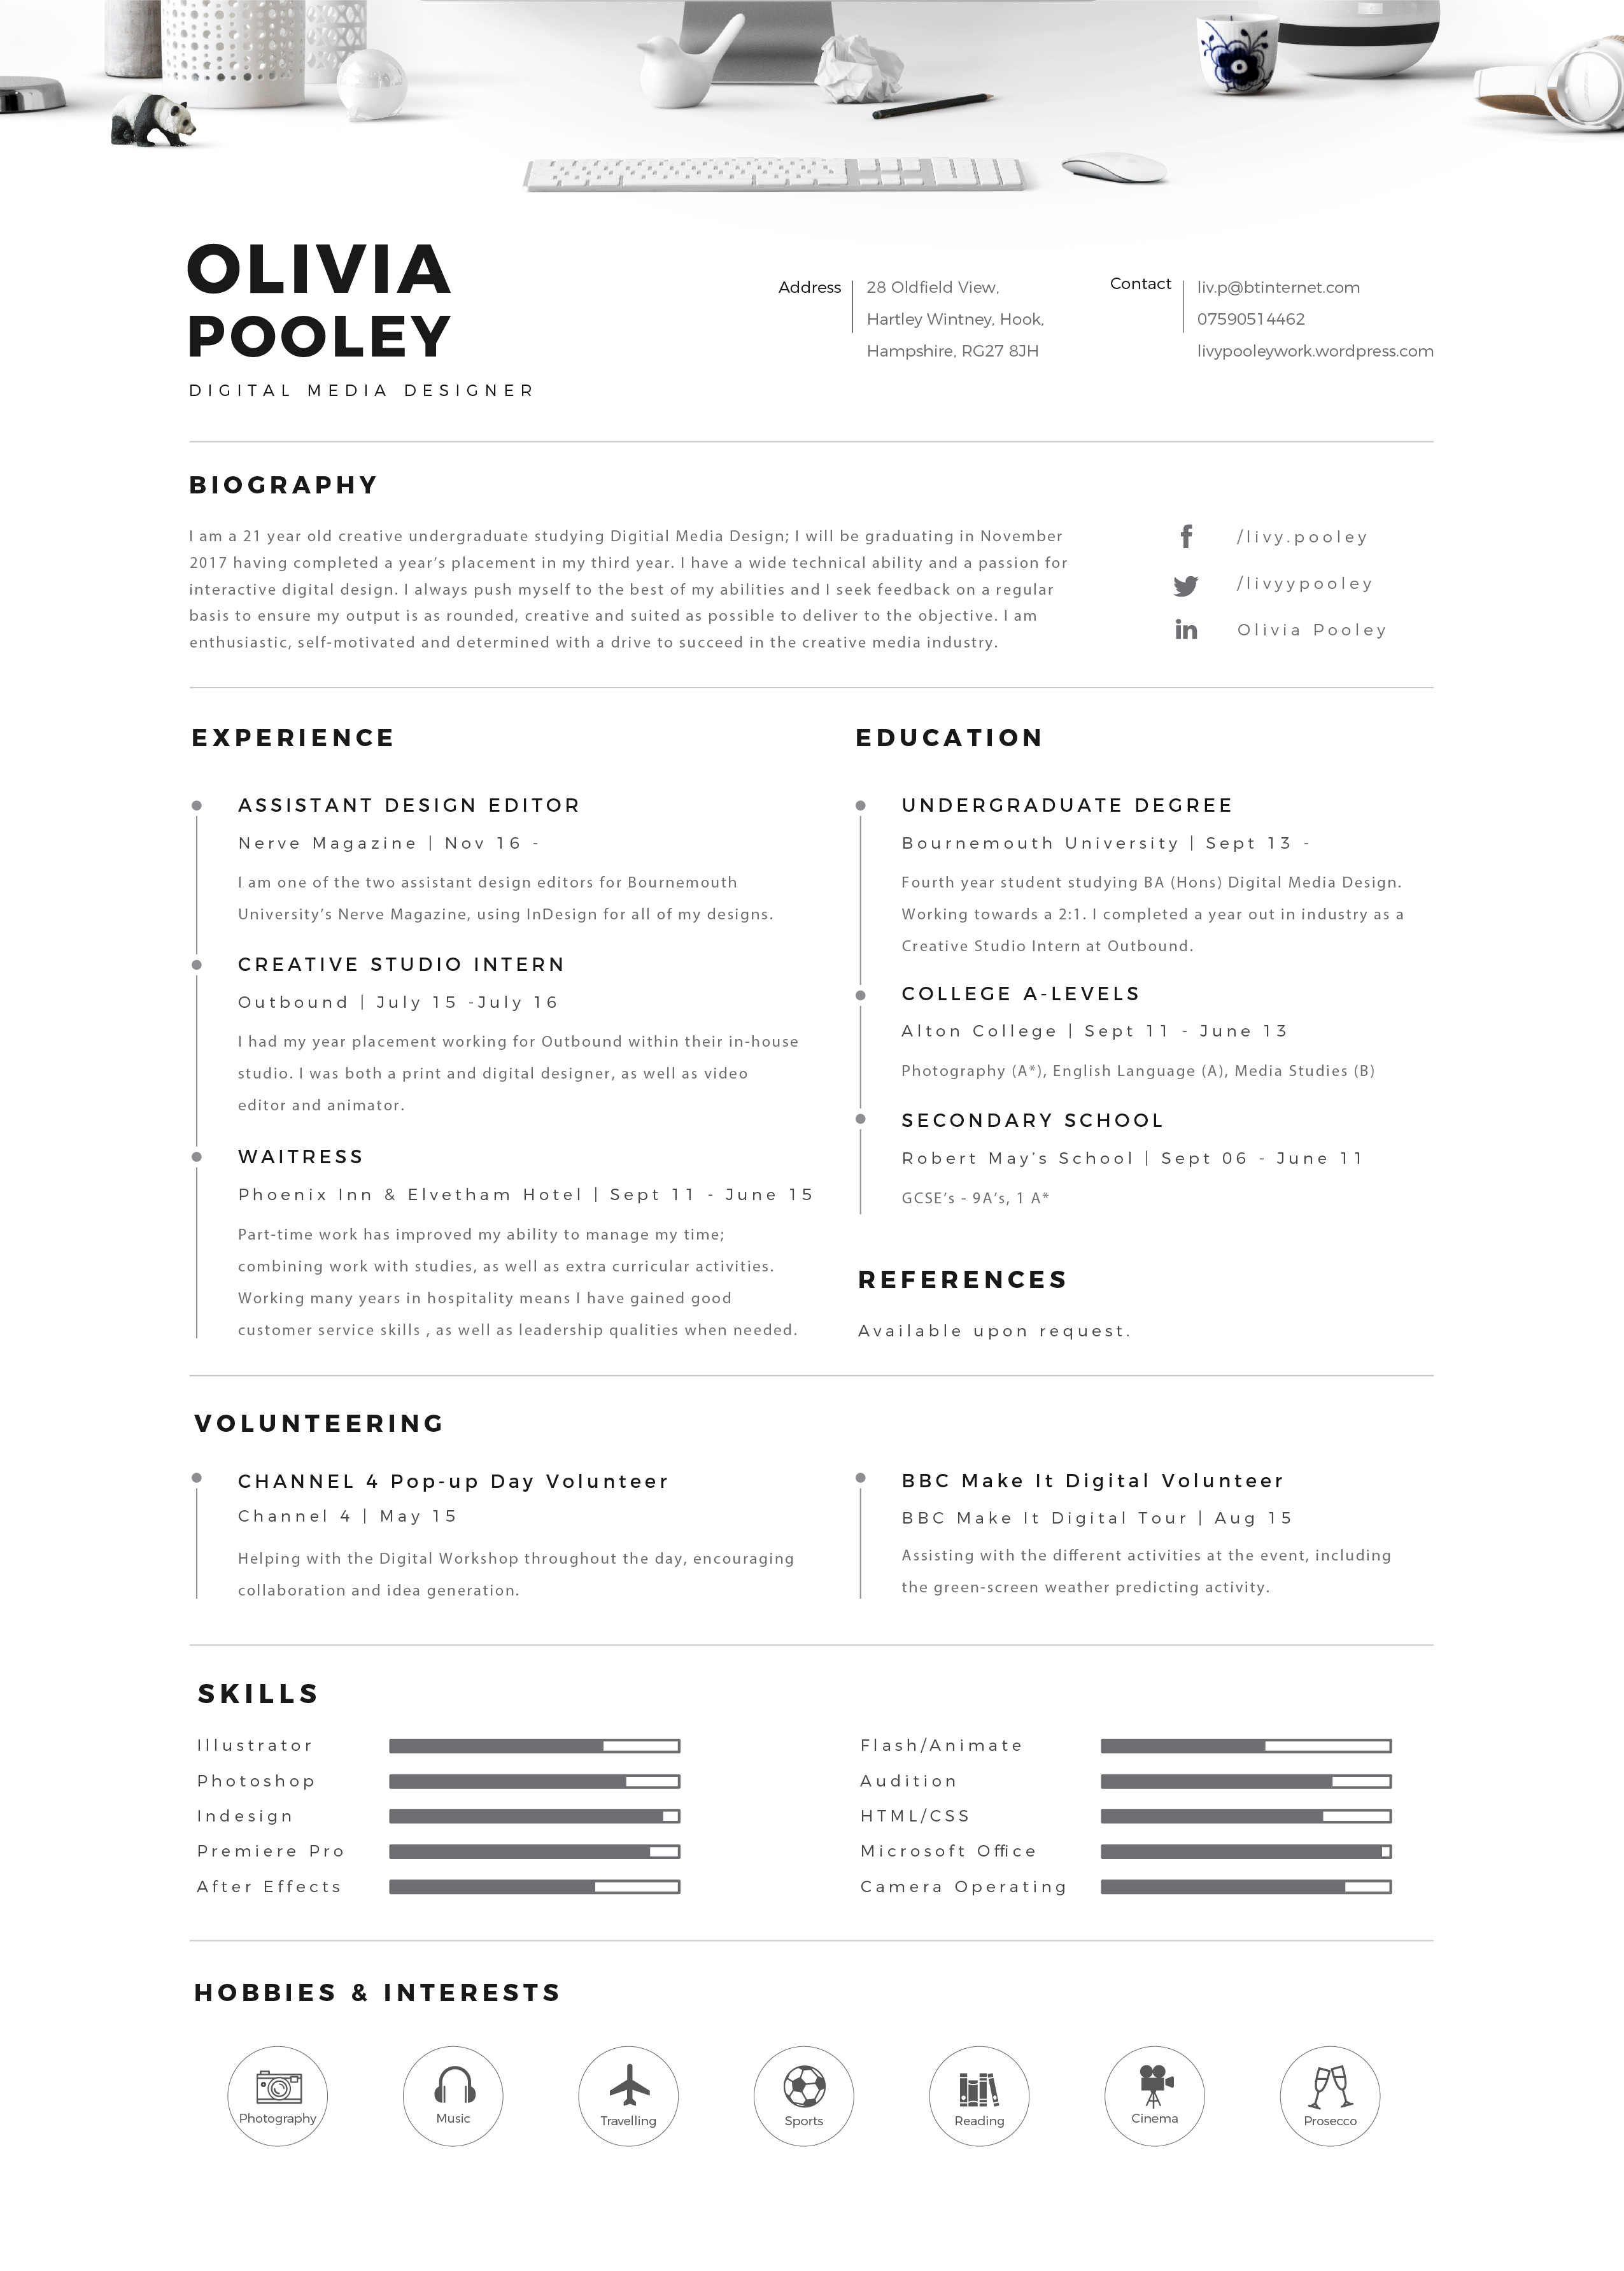 OLIVIA
POOLEY
DIGITAL MEDIA DESIGNER
Address
28 Oldfield View,
Hartley Wintney, Hook,
Hampshire, RG27 8JH
Contact
liv.p@btinternet.com
07590514462
livypooleywork.wordpress.com
BIOGRAPHY
I am a 21 year old creative undergraduate studying Digitial Media Design; I will be graduating in November
2017 having completed a year’s placement in my third year. I have a wide technical ability and a passion for
interactive digital design. I always push myself to the best of my abilities and I seek feedback on a regular
basis to ensure my output is as rounded, creative and suited as possible to deliver to the objective. I am
enthusiastic, self-motivated and determined with a drive to succeed in the creative media industry.
/livy.pooley
/livyypooley
in Olivia Pooley
EXPERIENCE
ASSISTANT DESIGN EDITOR
Nerve Magazine | Nov 16 -
I am one of the two assistant design editors for Bournemouth
University’s Nerve Magazine, using InDesign for all of my designs.
CREATIVE STUDIO INTERN
Outbound | July 15 -July 16
I had my year placement working for Outbound within their in-house
studio. I was both a print and digital designer, as well as video
editor and animator.
WAITRESS
Phoenix Inn & Elvetham Hotel | Sept 11 - June 15
Part-time work has improved my ability to manage my time;
combining work with studies, as well as extra curricular activities.
Working many years in hospitality means I have gained good
customer service skills , as well as leadership qualities when needed.
EDUCATION
UNDERGRADUATE DEGREE
Bournemouth University | Sept 13 -
Fourth year student studying BA (Hons) Digital Media Design.
Working towards a 2:1. I completed a year out in industry as a
Creative Studio Intern at Outbound.
COLLEGE A-LEVELS
Alton College | Sept 11 - June 13
Photography (A*), English Language (A), Media Studies (B)
SECONDARY SCHOOL
Robert May’s School | Sept 06 - June 11
GCSE’s - 9A’s, 1 A*
REFERENCES
Available upon request.
VOLUNTEERING
CHANNEL 4 Pop-up Day Volunteer
Channel 4 | May 15
Helping with the Digital Workshop throughout the day, encouraging
collaboration and idea generation.
BBC Make It Digital Volunteer
BBC Make It Digital Tour | Aug 15
Assisting with the different activities at the event, including
the green-screen weather predicting activity.
SKILLS
Illustrator
Photoshop
Indesign
Premiere Pro
After Effects
Flash/Animate
Audition
HTML/CSS
Microsoft Office
Camera Operating
HOBBIES & INTERESTS
Photography
Music
Travelling
Sports
Reading
Cinema
Prosecco